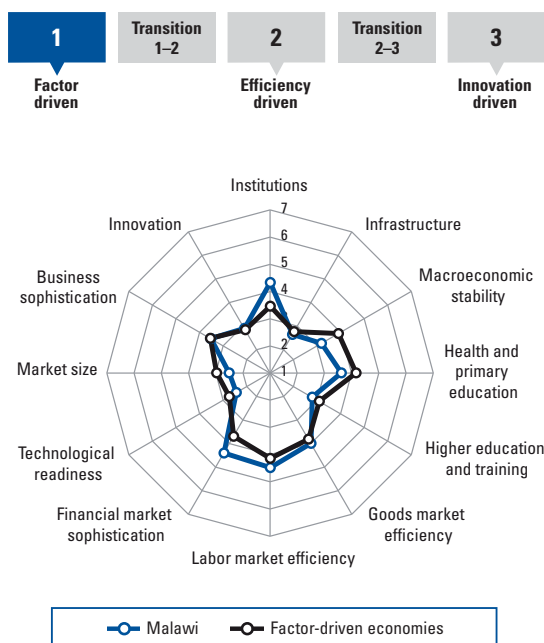 1
Transition
1–2
2
Transition
2–3
3
Factor
driven
Efficiency
driven
Innovation
driven
Institutions
7
6
5
4
3
2
1
Infrastructure
Macroeconomic
stability
Health and
primary
education
Higher education
and training
Goods market
efficiency
Labor market efficiency
Financial market
sophistication
Technological
readiness
Market size
Business
sophistication
Innovation
Malawi
Factor-driven economies